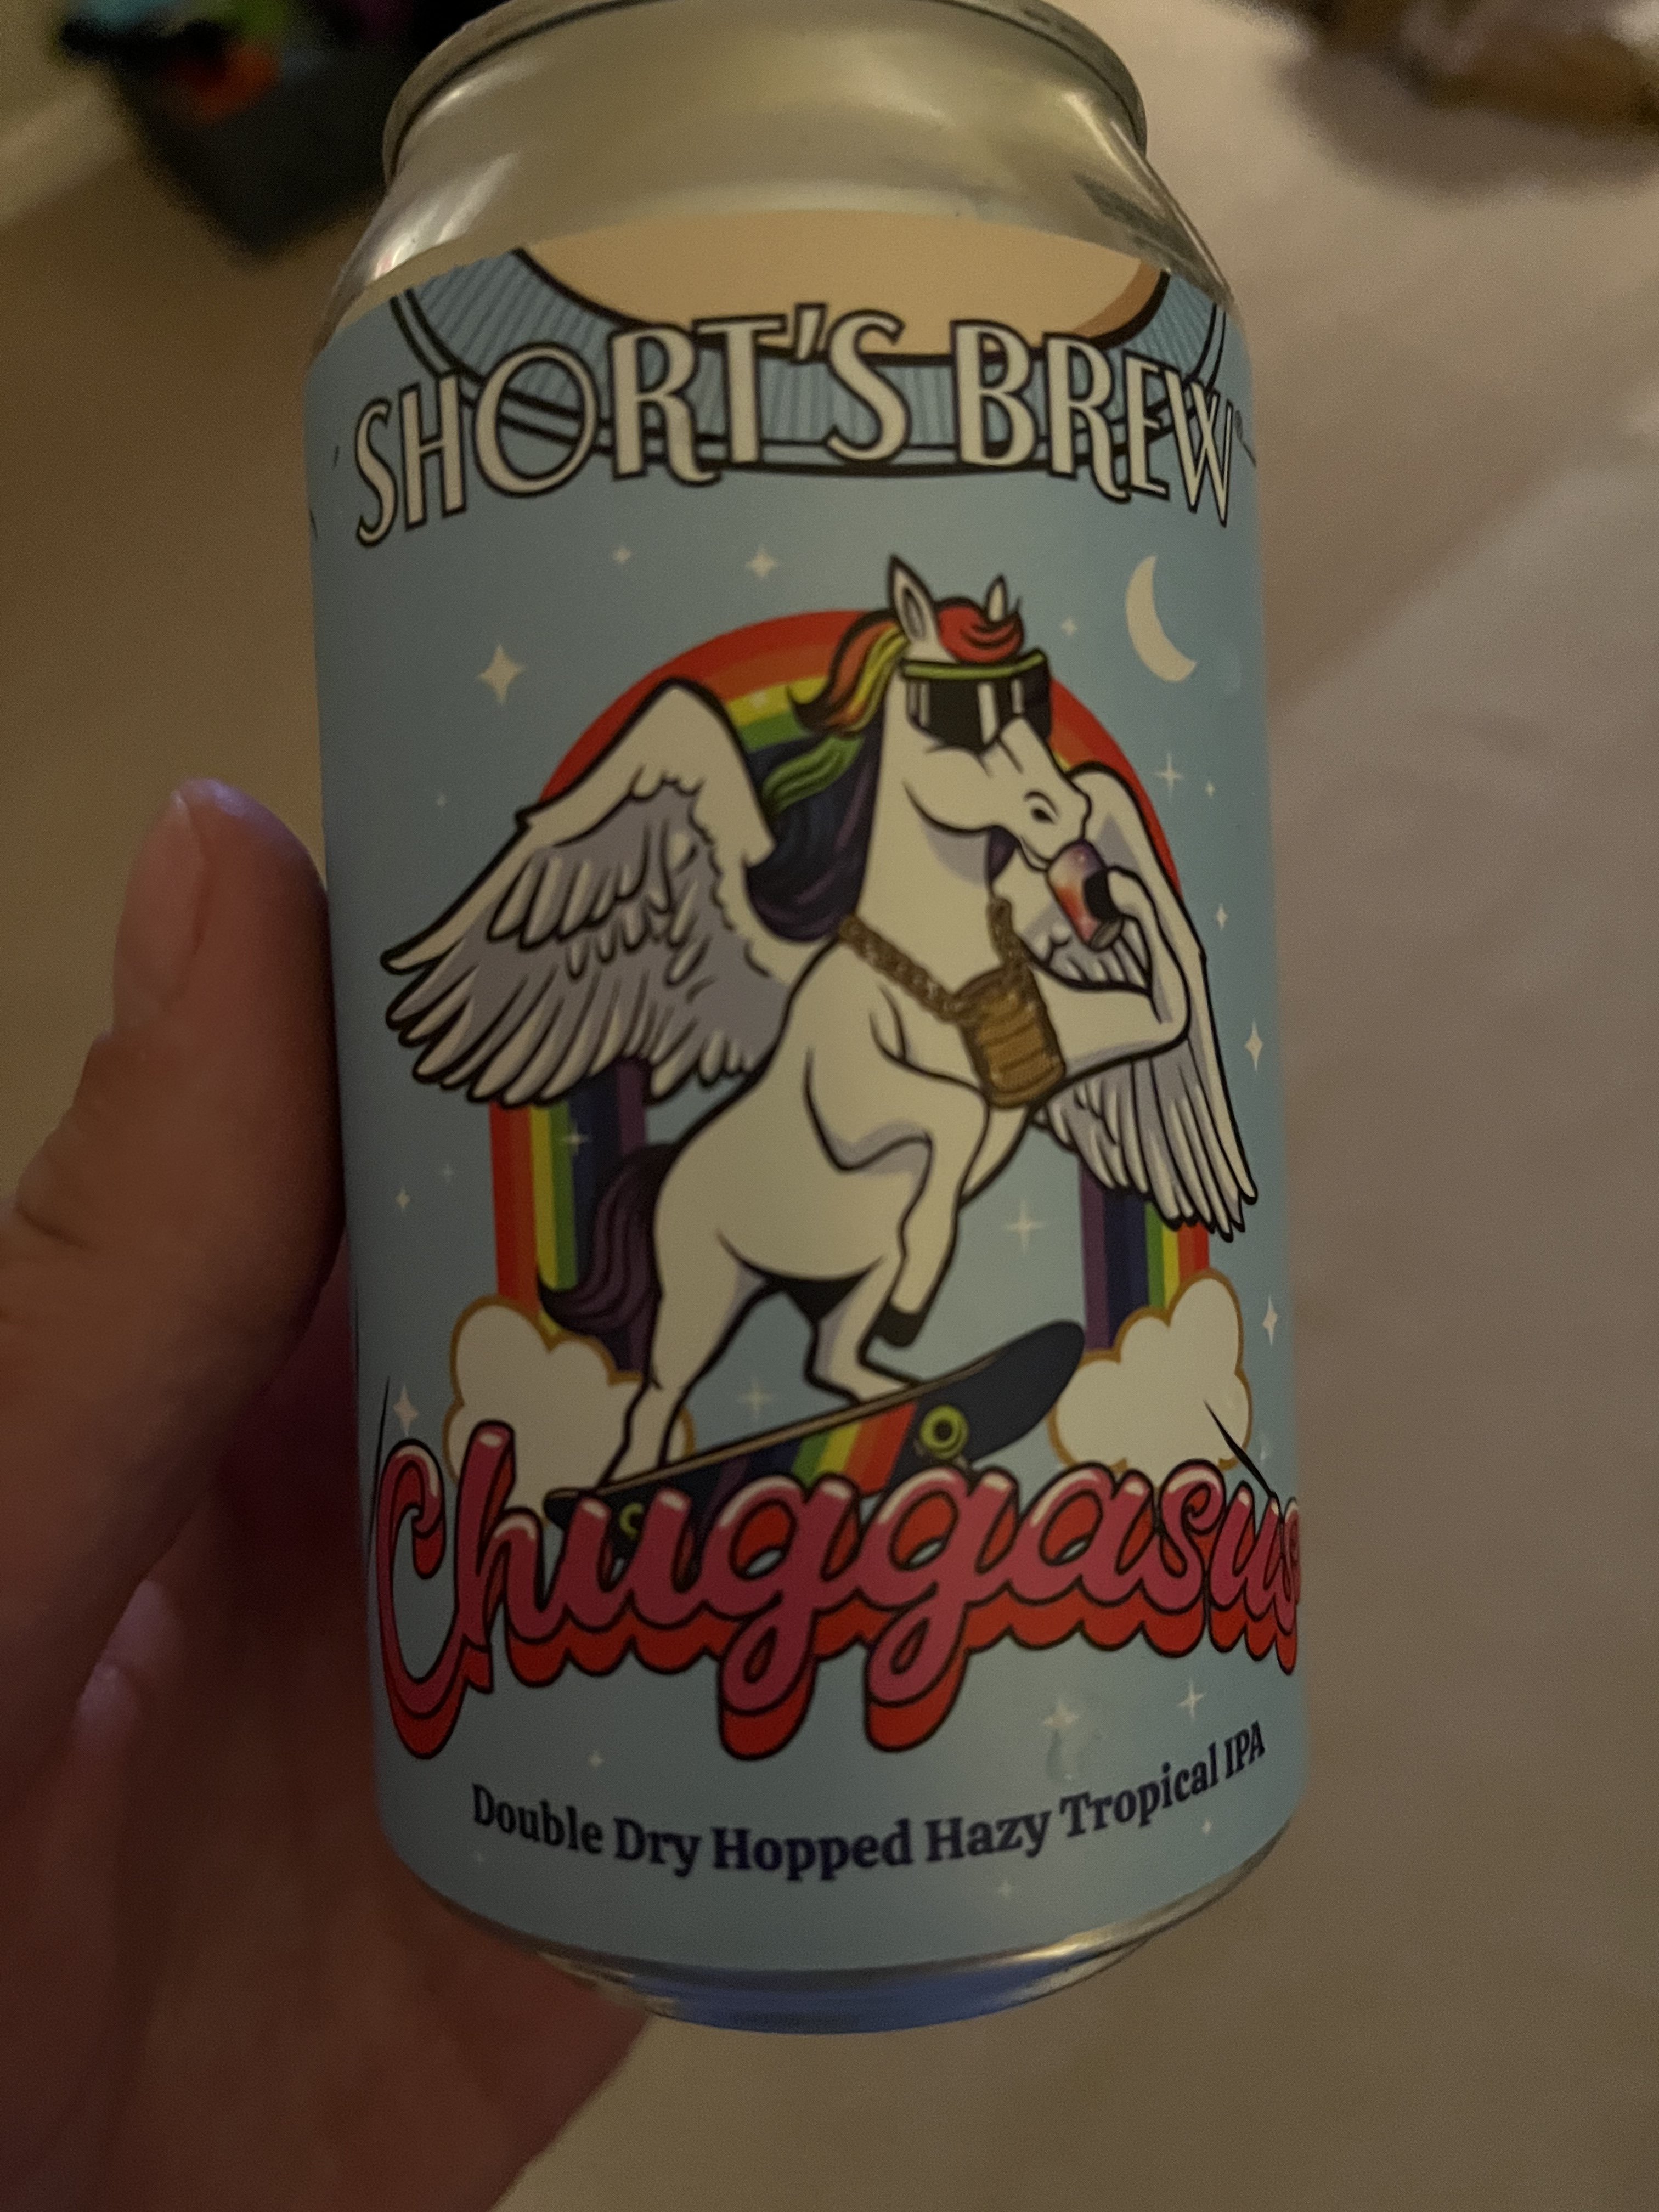 SHORT'S BREW
Chuggasus
Double Dry Hopped Hazy Tropical IPA